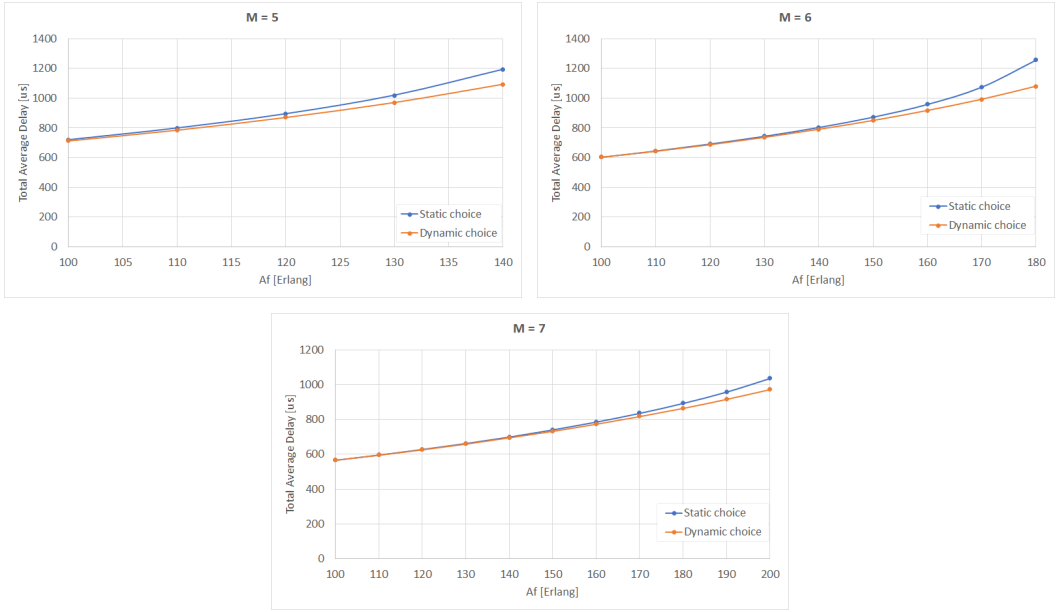 M = 5
1400
1200
1000
800
600
400
200
0
Total Average Delay [us]
Static choice
Dynamic choice
100 105 110 115 120 125 130 135 140
Af [Erlang]
M = 6
1400
1200
1000
800
600
400
200
0
Total Average Delay [us]
Static choice
Dynamic choice
100 110 120 130 140 150 160 170 180
Af [Erlang]
M = 7
1200
1000
800
600
400
200
0
Total Average Delay [us]
Static choice
Dynamic choice
100 110 120 130 140 150 160 170 180 190 200
Af [Erlang]